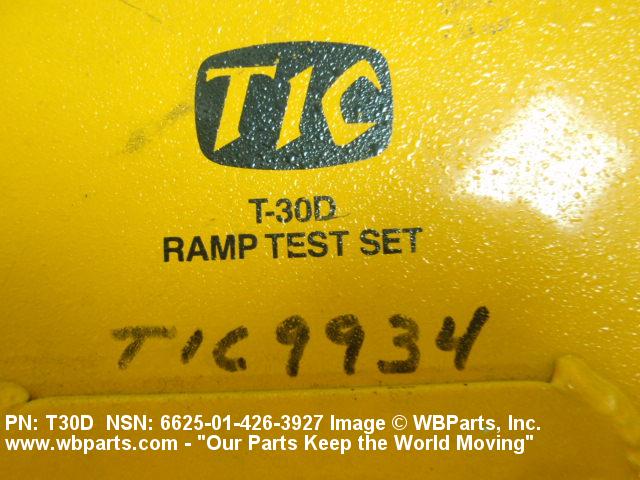 TIC
T-30D
RAMP TEST SET
TIC9934
PN: T30D NSN: 6625-01-426-3927 Image © WBParts, Inc.
www.wbparts.com - "Our Parts Keep the World Moving"